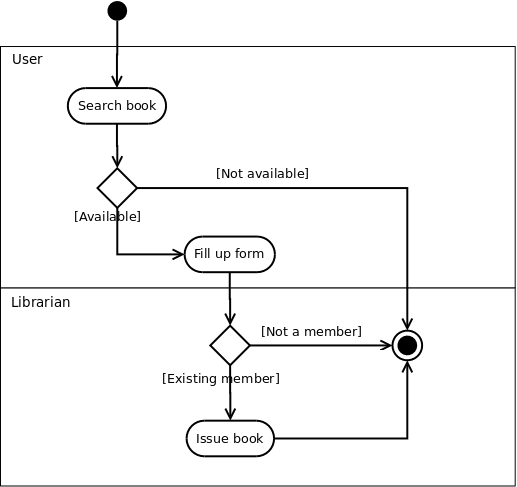 User
Search book
[Not available]
[Available]
Fill up form
Librarian
[Not a member]
[Existing member]
Issue book